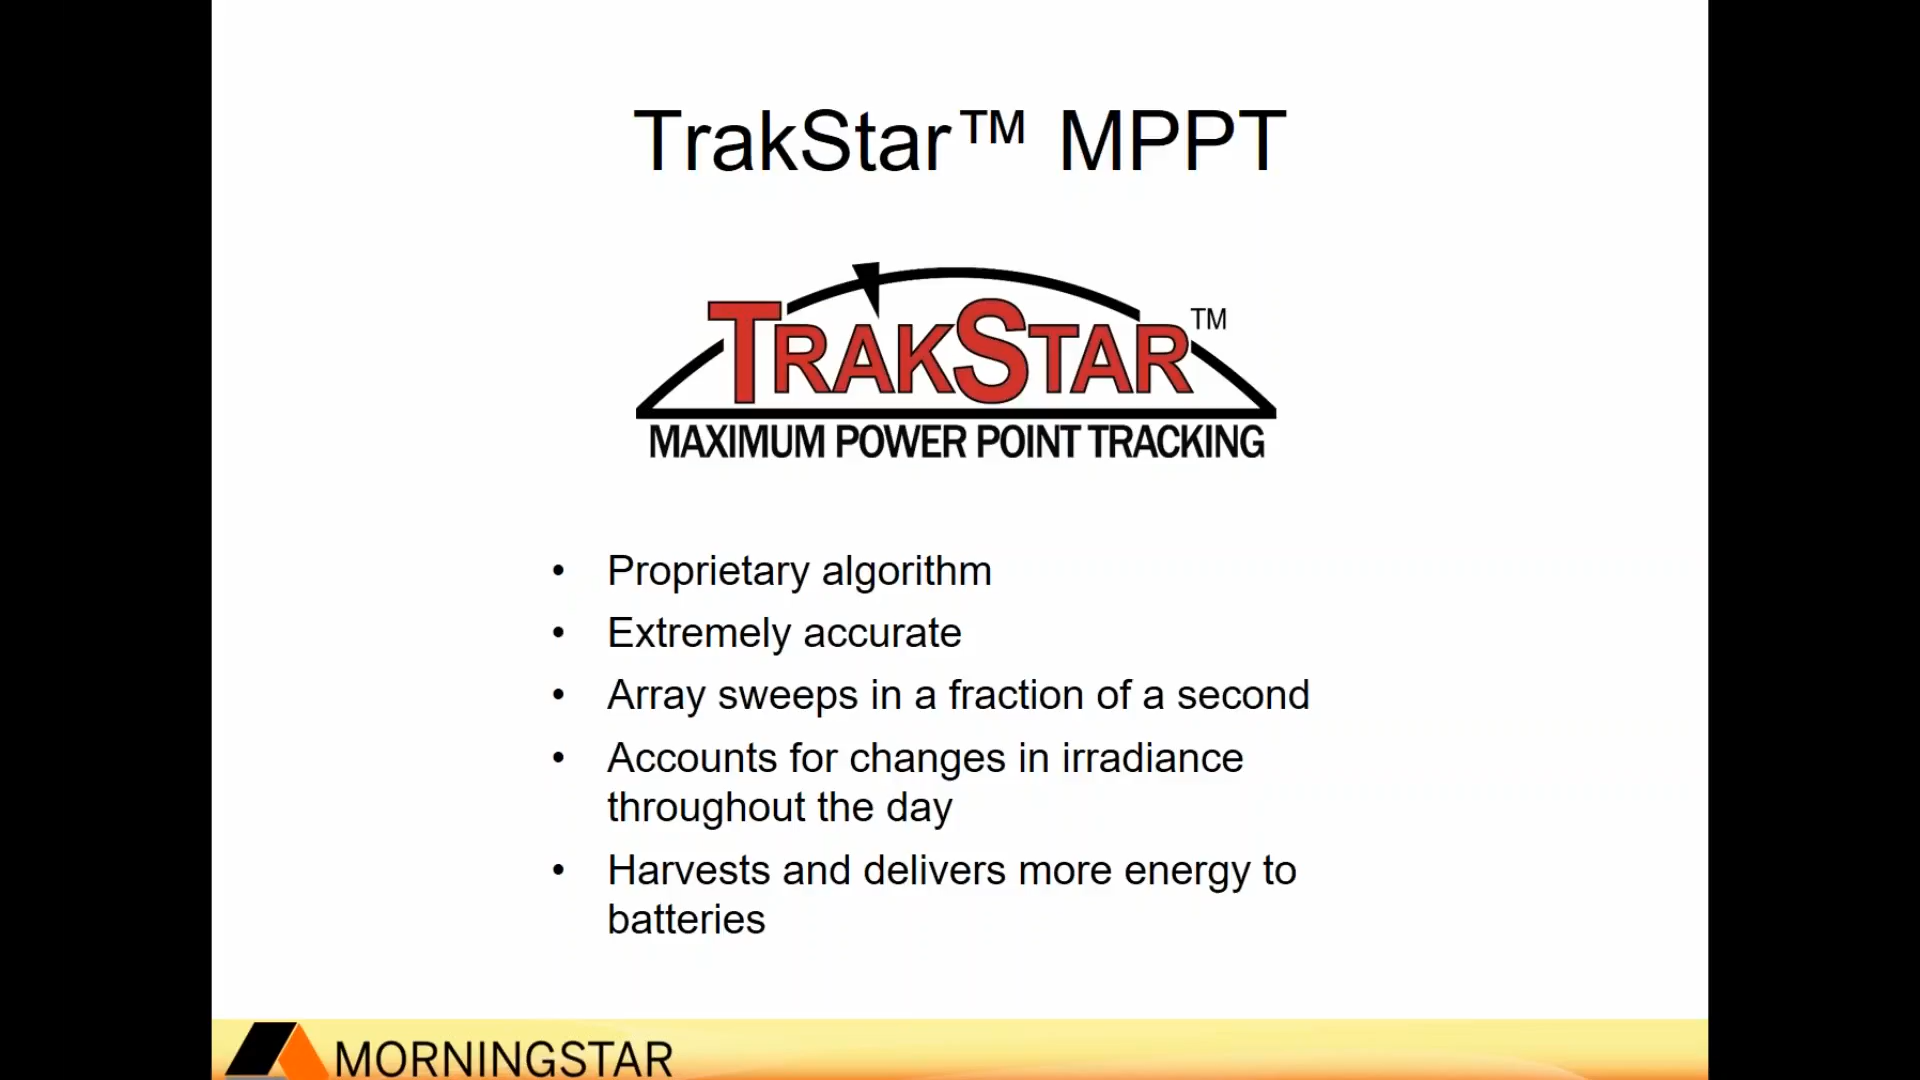 TrakStar™ MPPT
TRAKSTAR™
MAXIMUM POWER POINT TRACKING
• Proprietary algorithm
• Extremely accurate
• Array sweeps in a fraction of a second
• Accounts for changes in irradiance
throughout the day
• Harvests and delivers more energy to
batteries
MORNINGSTAR